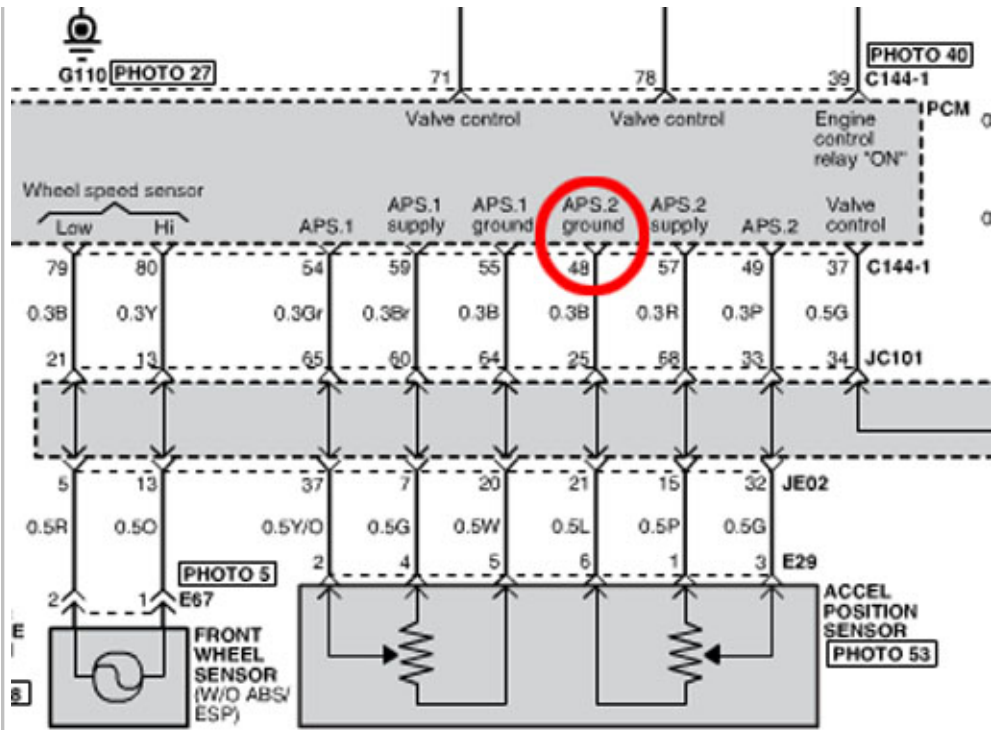 G110 PHOTO 27
PHOTO 40
71 78 39 C144-1
PCM
Valve control Valve control Engine
control
relay "ON"
Wheel speed sensor
Low Hi
APS.1 APS.1
supply APS.1
ground APS.2
ground APS.2
supply APS.2 Valve
control
79 80 54 59 55 48 57 49 37 C144-1
0.3B 0.3Y 0.3Gr 0.3Br 0.3B 0.3B 0.3R 0.3P 0.5G
21 13 65 60 64 25 68 33 34 JC101
5 13 37 7 20 21 15 32 JE02
0.5R 0.5O 0.5Y/O 0.5G 0.5W 0.5L 0.5P 0.5G
2 4 5 6 1 3 E29
PHOTO 5
2 1 E67
FRONT
WHEEL
SENSOR
(W/O ABS/
ESP)
ACCEL
POSITION
SENSOR
PHOTO 53
E
8